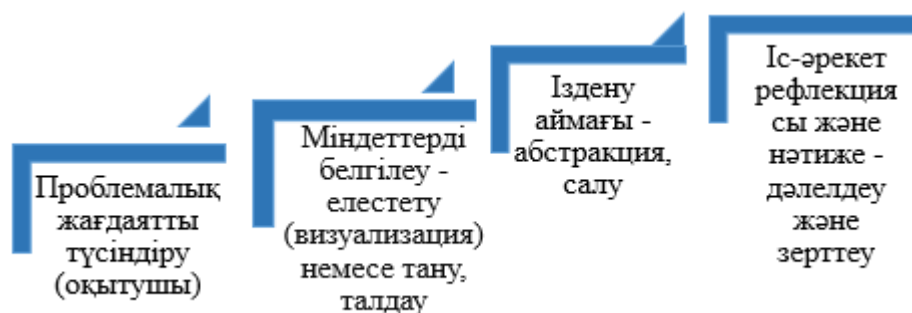 Проблемалық
жағдаятты
түсіндіру
(оқытушы)
Міндеттерді
белгілеу -
елестету
(визуализация)
немесе тану,
талдау
Іздену
аймағы -
абстракция,
салу
Іс-әрекет
рефлекция
сы және
нәтиже -
дәлелдеу
және
зерттеу